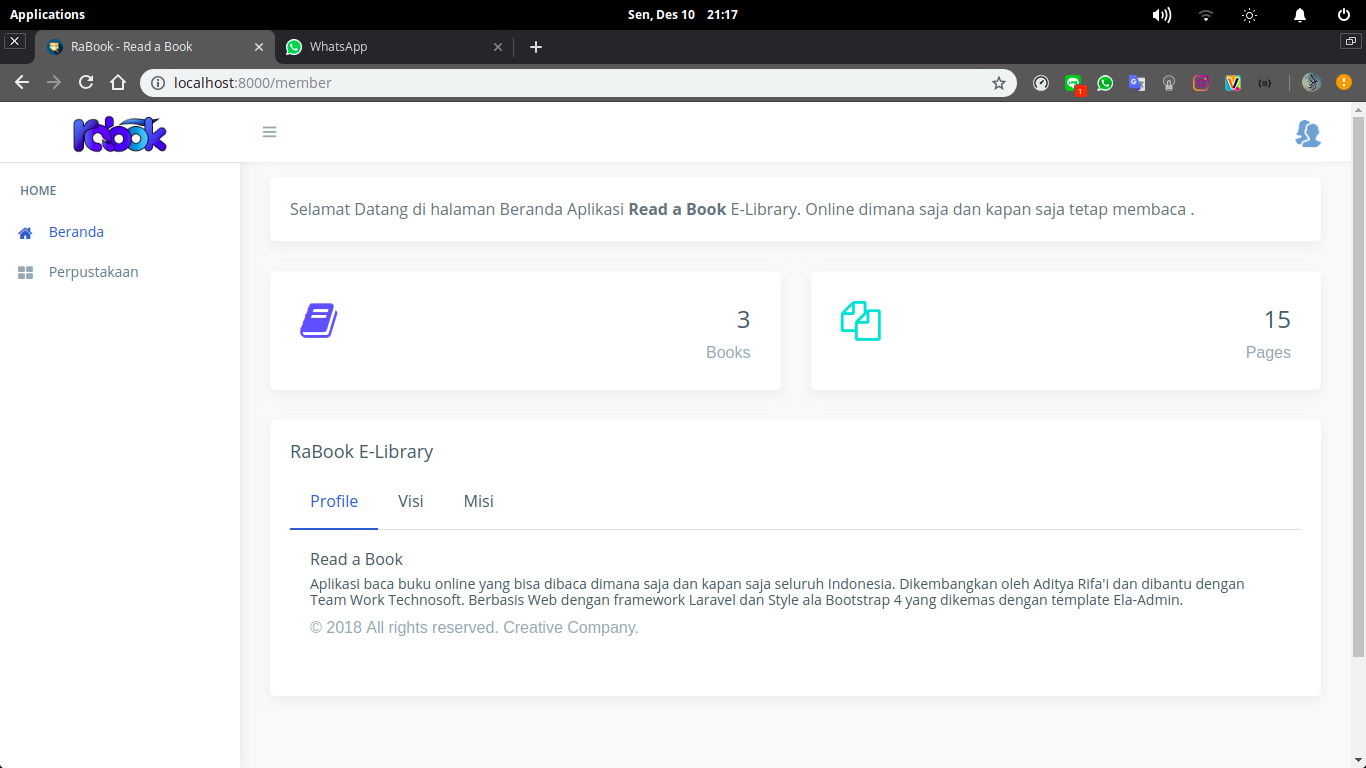 Applications
Sen, Des 10 21:17
RaBook - Read a Book
WhatsApp
localhost:8000/member
1
rabook
HOME
Beranda
Perpustakaan
Selamat Datang di halaman Beranda Aplikasi Read a Book E-Library. Online dimana saja dan kapan saja tetap membaca .
3
Books
15
Pages
RaBook E-Library
Profile Visi Misi
Read a Book
Aplikasi baca buku online yang bisa dibaca dimana saja dan kapan saja seluruh Indonesia. Dikembangkan oleh Aditya Rifa'i dan dibantu dengan
Team Work Technosoft. Berbasis Web dengan framework Laravel dan Style ala Bootstrap 4 yang dikemas dengan template Ela-Admin.
© 2018 All rights reserved. Creative Company.